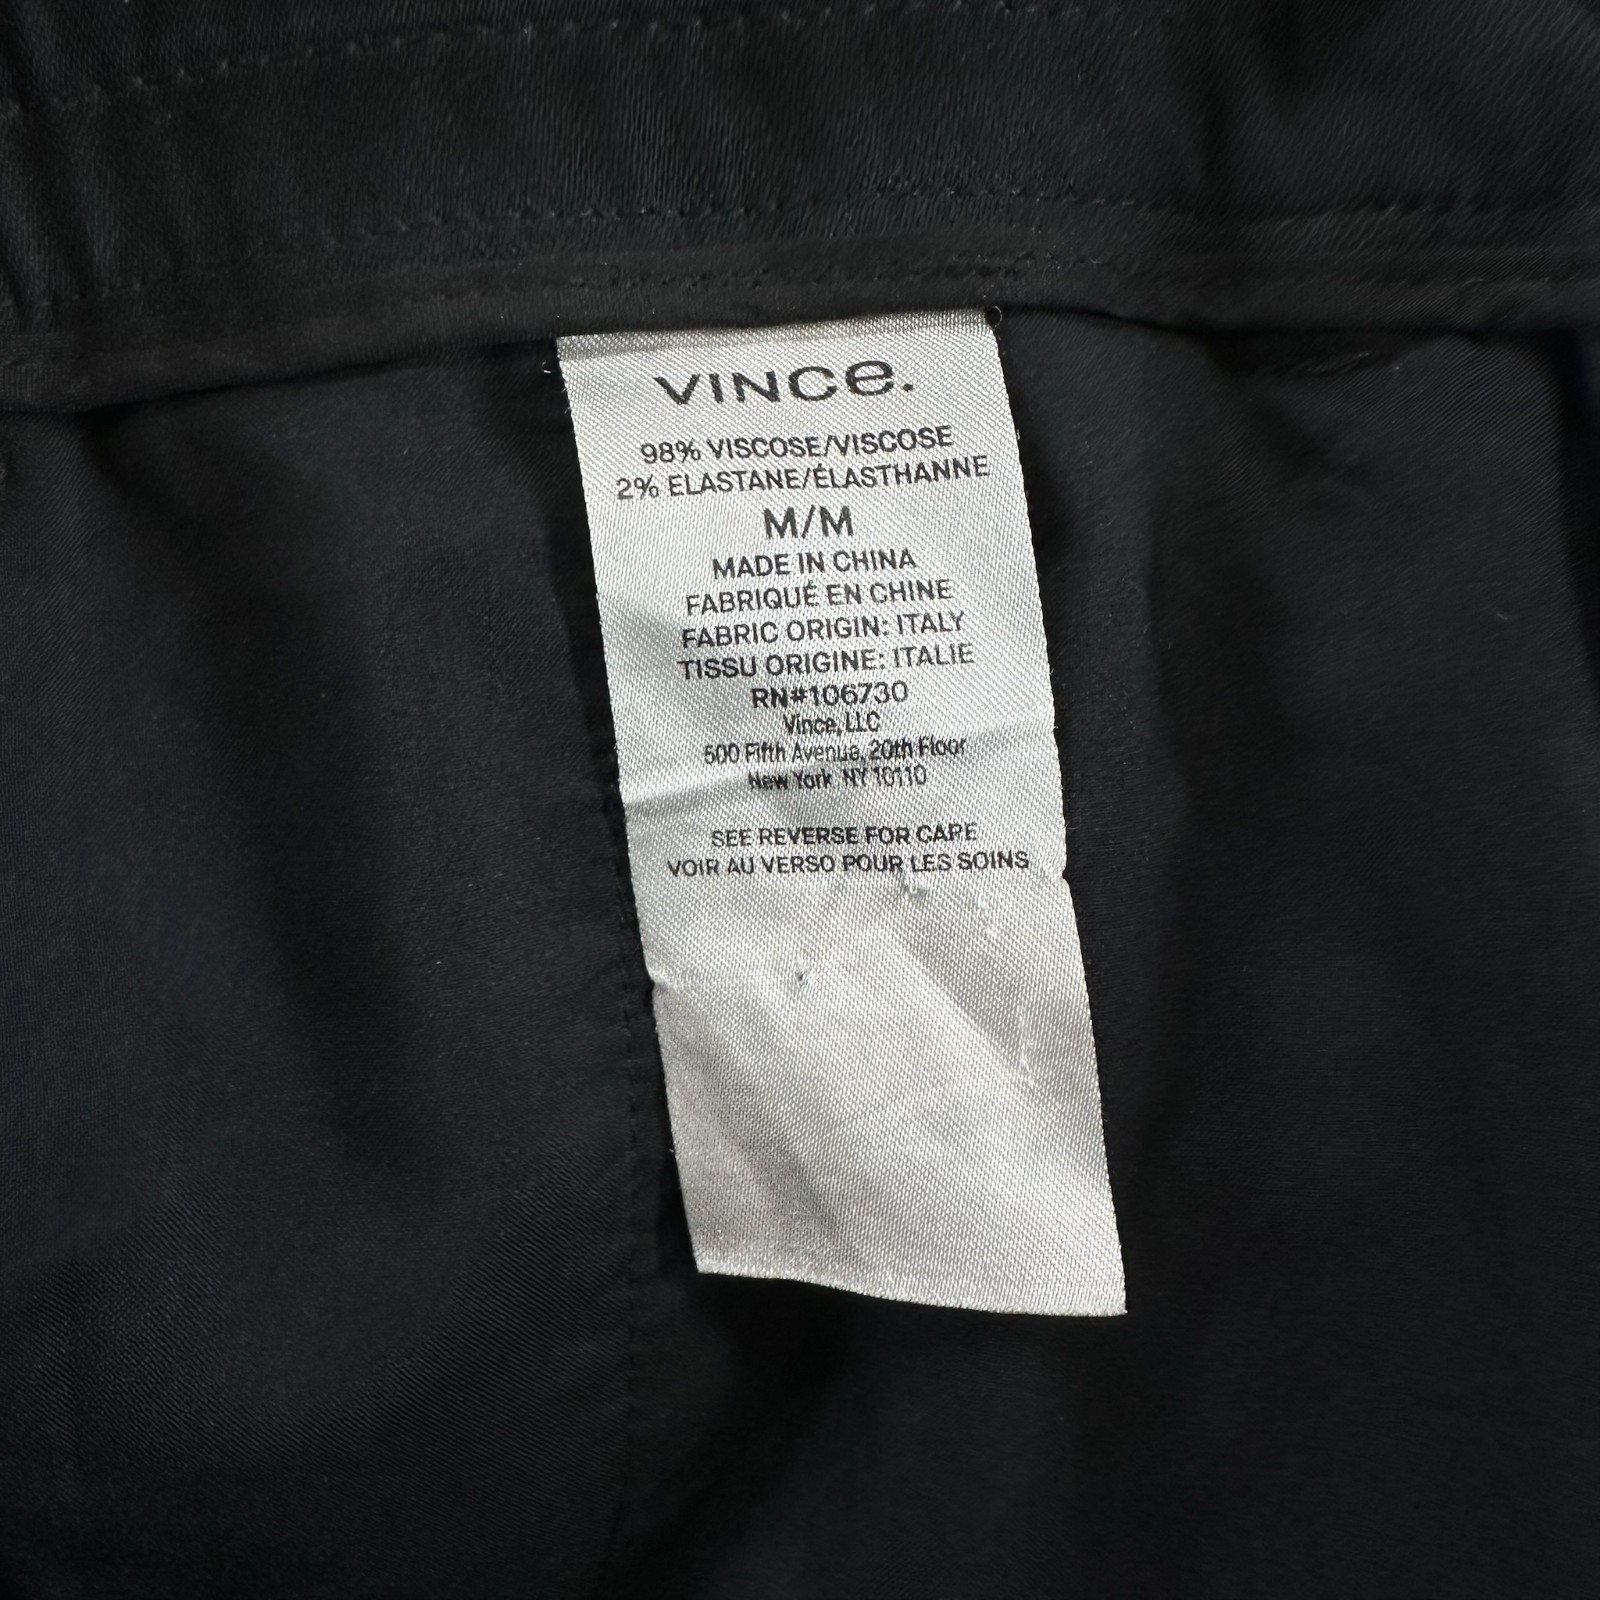 VINCe.
98% VISCOSE/VISCOSE
2% ELASTANE/ÉLASTHANNE
M/M
MADE IN CHINA
FABRIQUÉ EN CHINE
FABRIC ORIGIN: ITALY
TISSU ORIGINE: ITALIE
RN#106730
Vince, LLC
500 Fifth Avenue, 20th Floor
New York NY 10110
SEE REVERSE FOR CARE
VOIR AU VERSO POUR LES SOINS